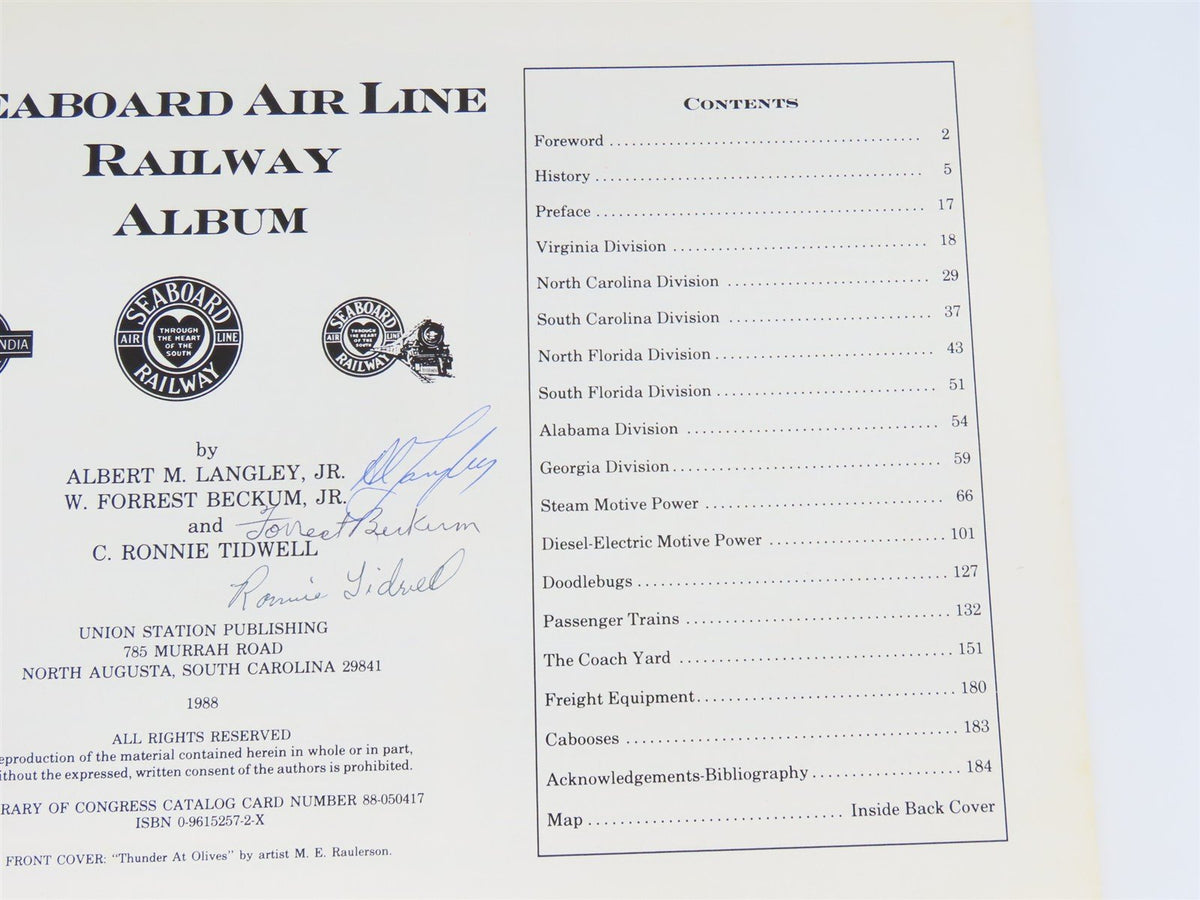 EABOARD AIR LINE
RAILWAY
ALBUM
NDIA
SEABOARD
AIR LINE
THROUGH
THE HEART
OF THE
SOUTH
RAILWAY
SEABOARD
AIR LINE
THROUGH
THE HEART
OF THE
SOUTH
RAILWAY
by
ALBERT M. LANGLEY, JR.
Al Langley
W. FORREST BECKUM, JR.
and
Forrest Beckum
C. RONNIE TIDWELL
Ronnie Tidwell
UNION STATION PUBLISHING
785 MURRAH ROAD
NORTH AUGUSTA, SOUTH CAROLINA 29841
1988
ALL RIGHTS RESERVED
eproduction of the material contained herein in whole or in part,
ithout the expressed, written consent of the authors is prohibited.
RARY OF CONGRESS CATALOG CARD NUMBER 88-050417
ISBN 0-9615257-2-X
FRONT COVER: "Thunder At Olives" by artist M. E. Raulerson.
CONTENTS
Foreword 2
History 5
Preface 17
Virginia Division 18
North Carolina Division 29
South Carolina Division 37
North Florida Division 43
South Florida Division 51
Alabama Division 54
Georgia Division 59
Steam Motive Power 66
Diesel-Electric Motive Power 101
Doodlebugs 127
Passenger Trains 132
The Coach Yard 151
Freight Equipment 180
Cabooses 183
Acknowledgements-Bibliography 184
Map Inside Back Cover